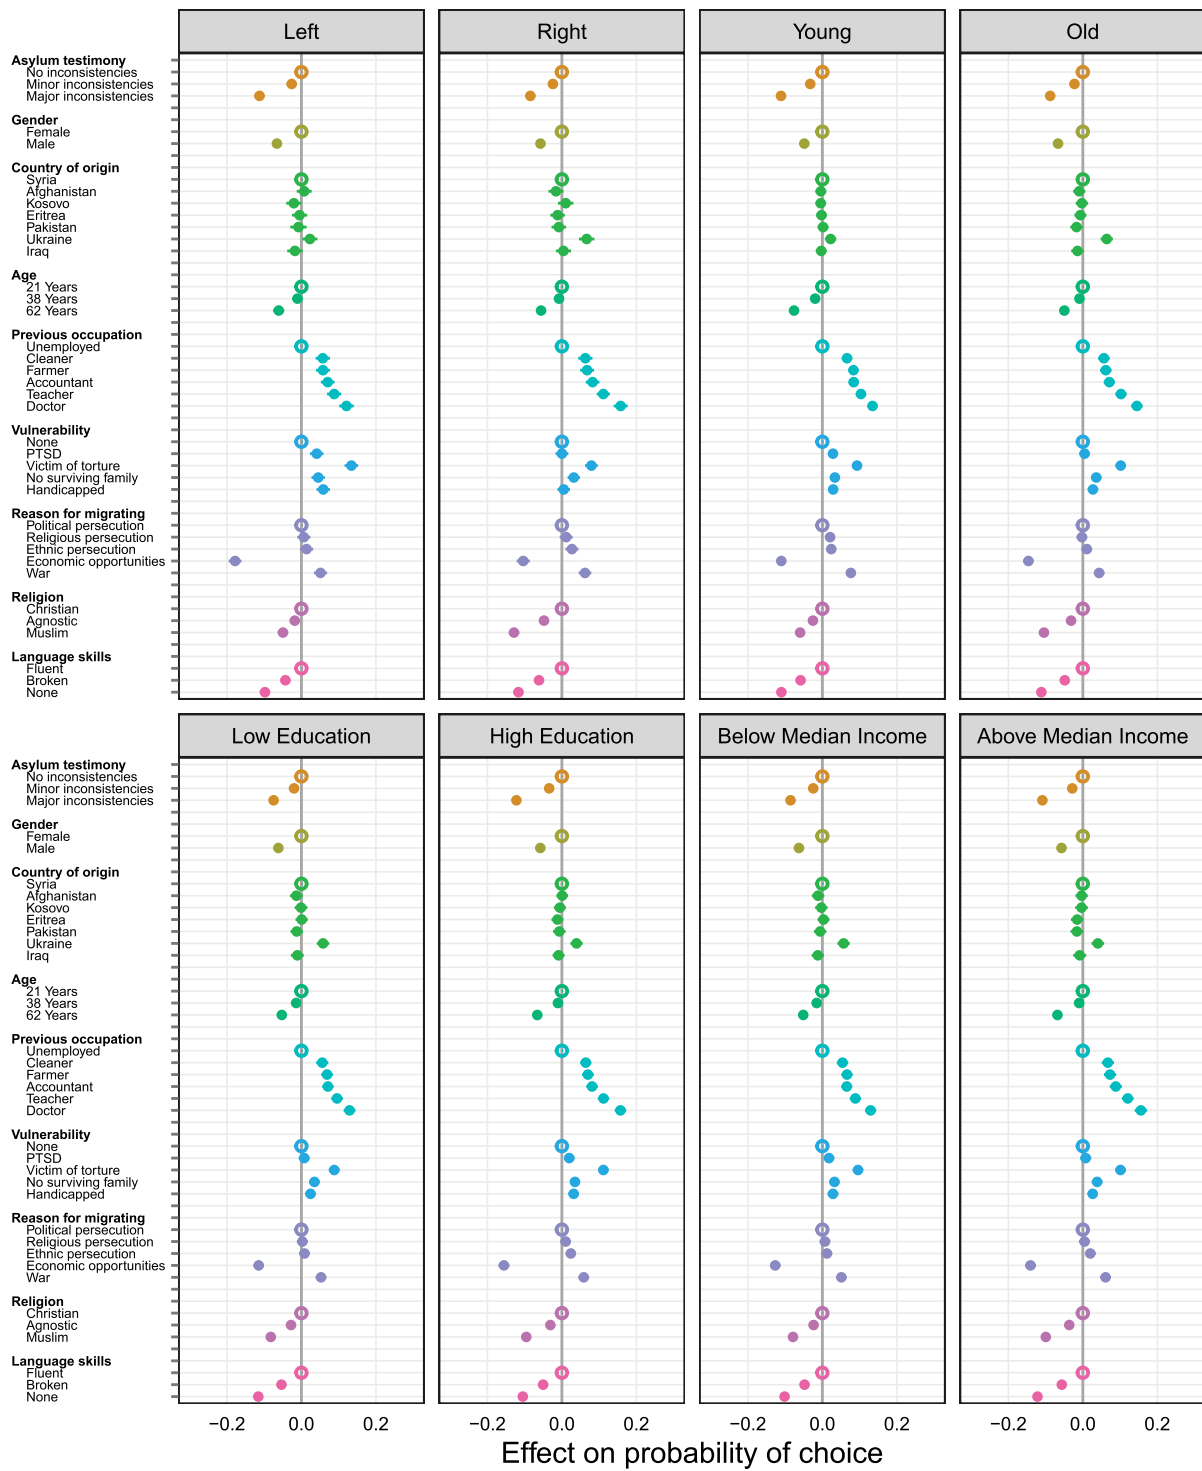 Left Right Young Old
Asylum testimony
No inconsistencies
Minor inconsistencies
Major inconsistencies
Gender
Female
Male
Country of origin
Syria
Afghanistan
Kosovo
Eritrea
Pakistan
Ukraine
Iraq
Age
21 Years
38 Years
62 Years
Previous occupation
Unemployed
Cleaner
Farmer
Accountant
Teacher
Doctor
Vulnerability
None
PTSD
Victim of torture
No surviving family
Handicapped
Reason for migrating
Political persecution
Religious persecution
Ethnic persecution
Economic opportunities
War
Religion
Christian
Agnostic
Muslim
Language skills
Fluent
Broken
None
Low Education High Education Below Median Income Above Median Income
Asylum testimony
No inconsistencies
Minor inconsistencies
Major inconsistencies
Gender
Female
Male
Country of origin
Syria
Afghanistan
Kosovo
Eritrea
Pakistan
Ukraine
Iraq
Age
21 Years
38 Years
62 Years
Previous occupation
Unemployed
Cleaner
Farmer
Accountant
Teacher
Doctor
Vulnerability
None
PTSD
Victim of torture
No surviving family
Handicapped
Reason for migrating
Political persecution
Religious persecution
Ethnic persecution
Economic opportunities
War
Religion
Christian
Agnostic
Muslim
Language skills
Fluent
Broken
None
−0.2 0.0 0.2 −0.2 0.0 0.2 −0.2 0.0 0.2 −0.2 0.0 0.2
Effect on probability of choice